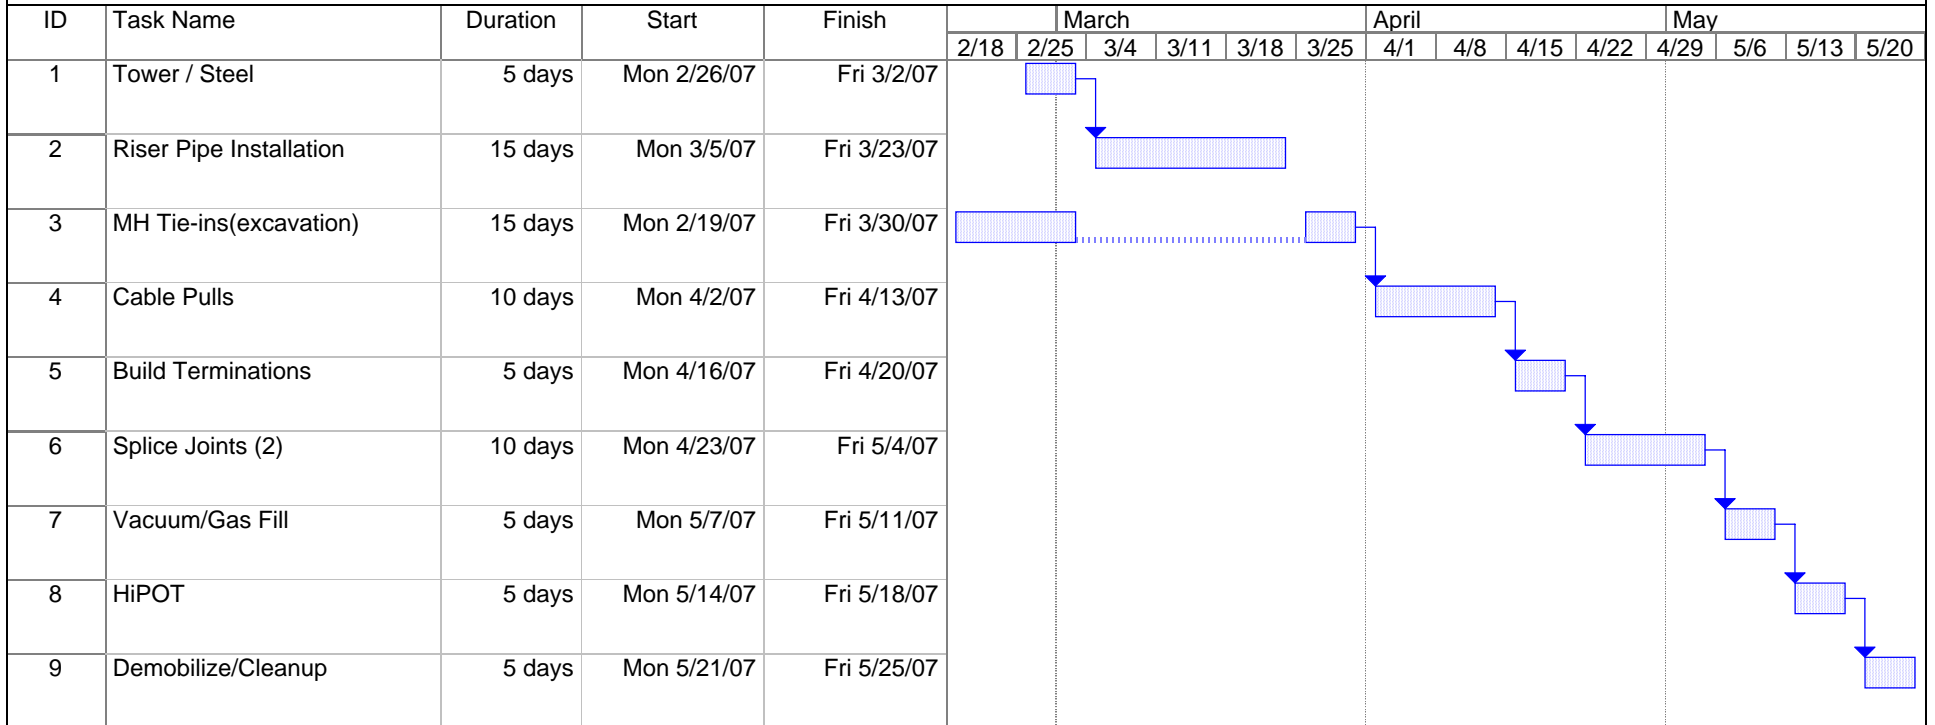 ID Task Name Duration Start Finish March April May
2/18 2/25 3/4 3/11 3/18 3/25 4/1 4/8 4/15 4/22 4/29 5/6 5/13 5/20
1 Tower / Steel 5 days Mon 2/26/07 Fri 3/2/07
2 Riser Pipe Installation 15 days Mon 3/5/07 Fri 3/23/07
3 MH Tie-ins(excavation) 15 days Mon 2/19/07 Fri 3/30/07
4 Cable Pulls 10 days Mon 4/2/07 Fri 4/13/07
5 Build Terminations 5 days Mon 4/16/07 Fri 4/20/07
6 Splice Joints (2) 10 days Mon 4/23/07 Fri 5/4/07
7 Vacuum/Gas Fill 5 days Mon 5/7/07 Fri 5/11/07
8 HiPOT 5 days Mon 5/14/07 Fri 5/18/07
9 Demobilize/Cleanup 5 days Mon 5/21/07 Fri 5/25/07